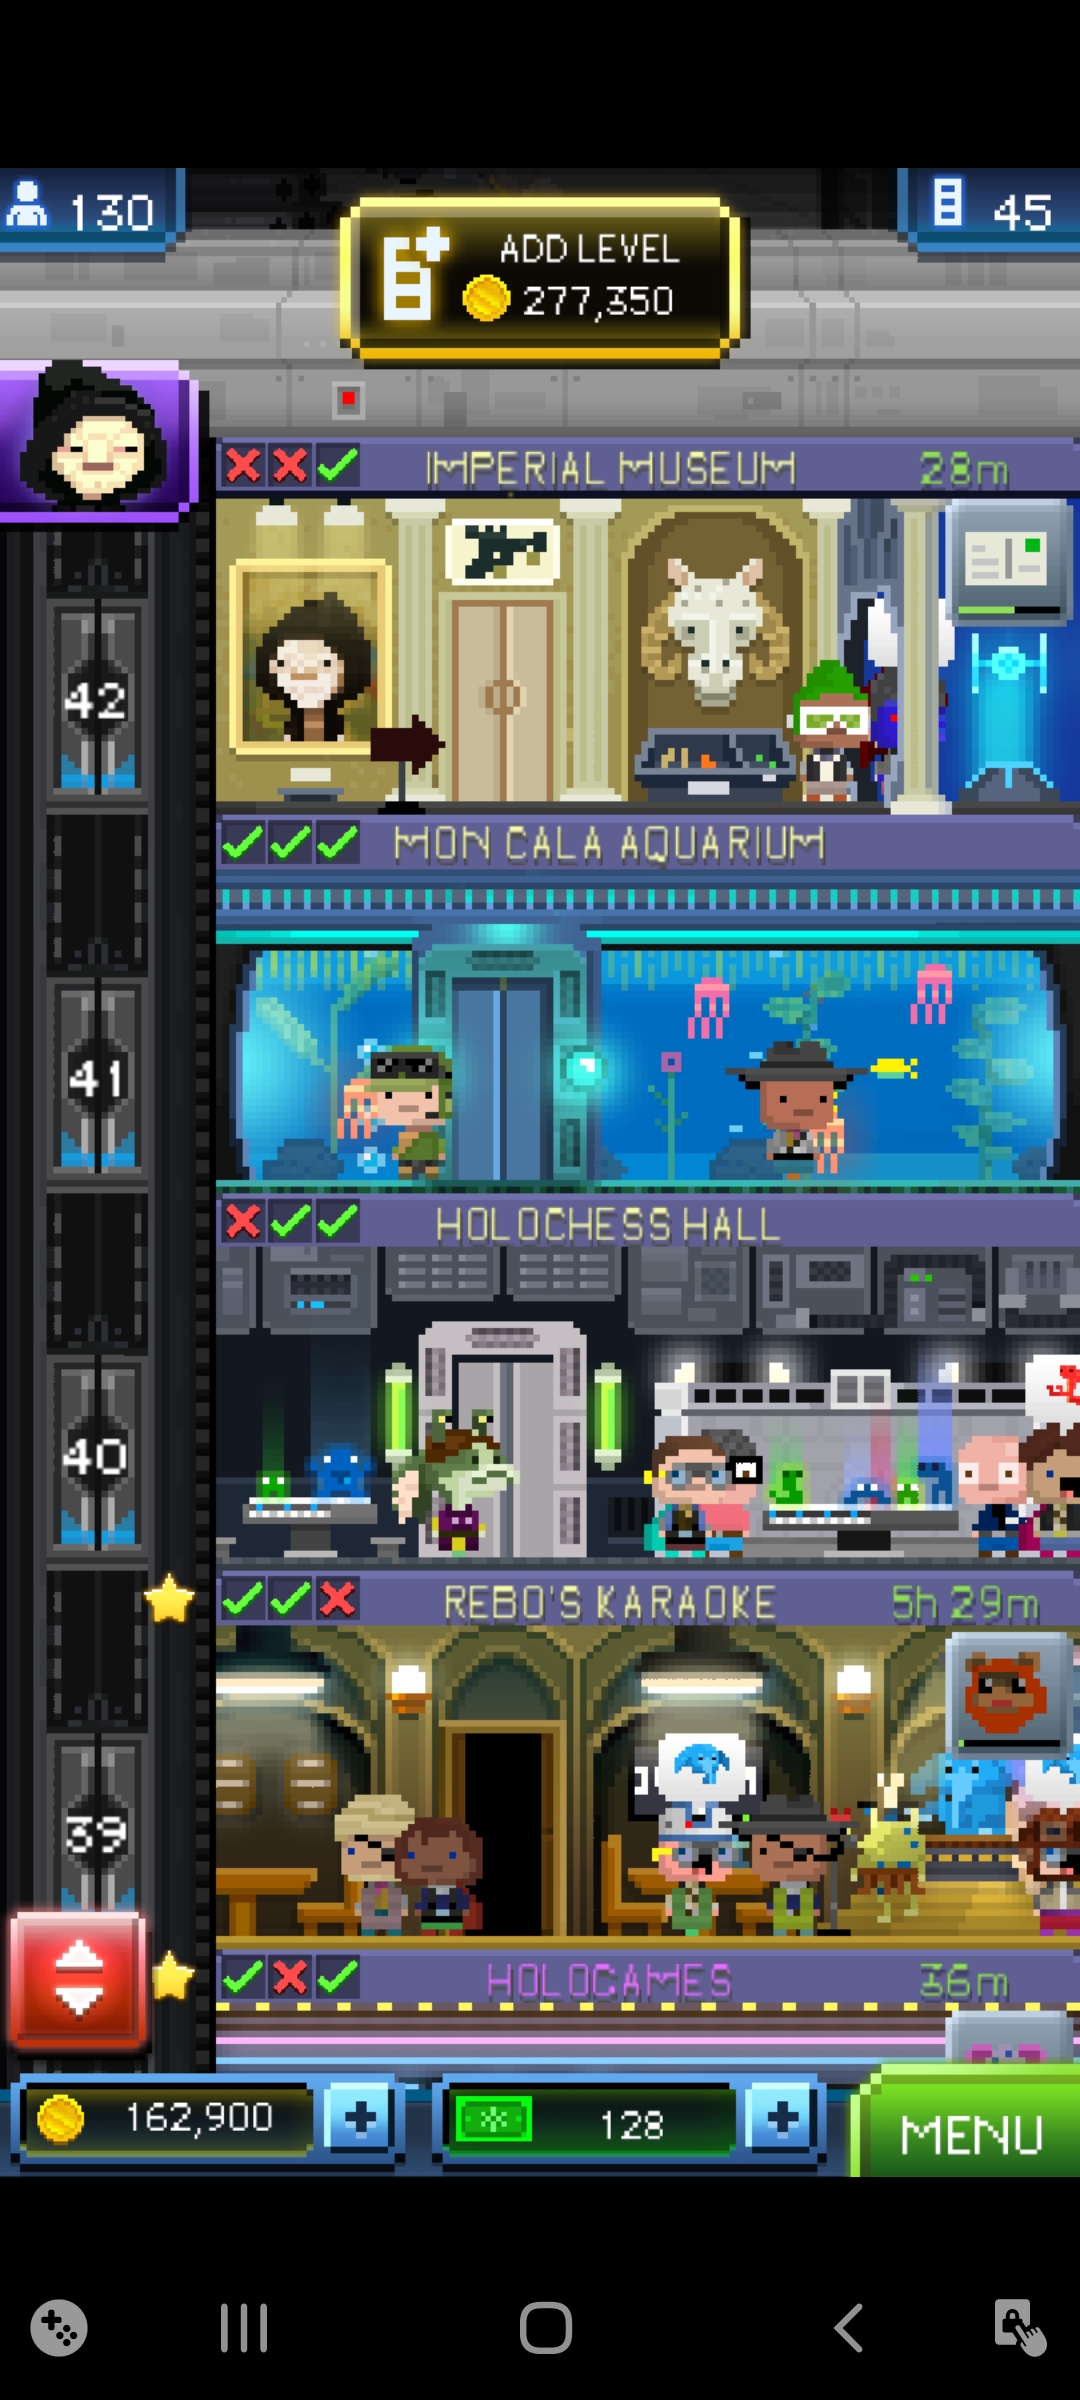 130
45
ADD LEVEL
277,350
IMPERIAL MUSEUM 28m
42
MON CALA AQUARIUM
41
HOLOCHESS HALL
40
REBO'S KARAOKE 5h 29m
39
HOLOGAMES 36m
162,900
128
MENU